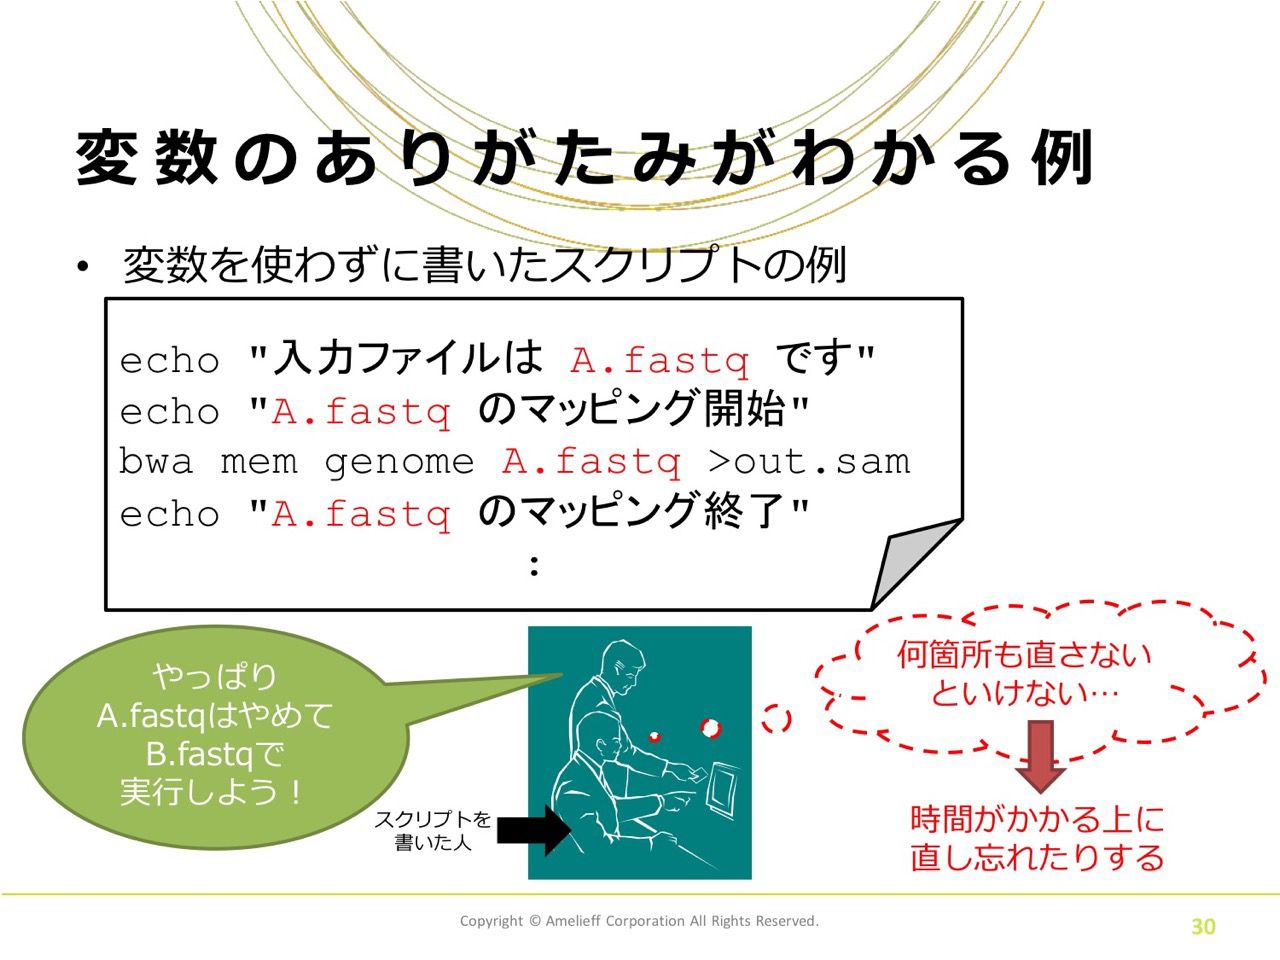 変数のありがたみがわかる例
• 変数を使わずに書いたスクリプトの例
echo "入力ファイルは A.fastq です"
echo "A.fastq のマッピング開始"
bwa mem genome A.fastq >out.sam
echo "A.fastq のマッピング終了"
:
やっぱり
A.fastqはやめて
B.fastqで
実行しよう！
スクリプトを
書いた人
何箇所も直さない
といけない…
時間がかかる上に
直し忘れたりする
Copyright © Amelieff Corporation All Rights Reserved.
30